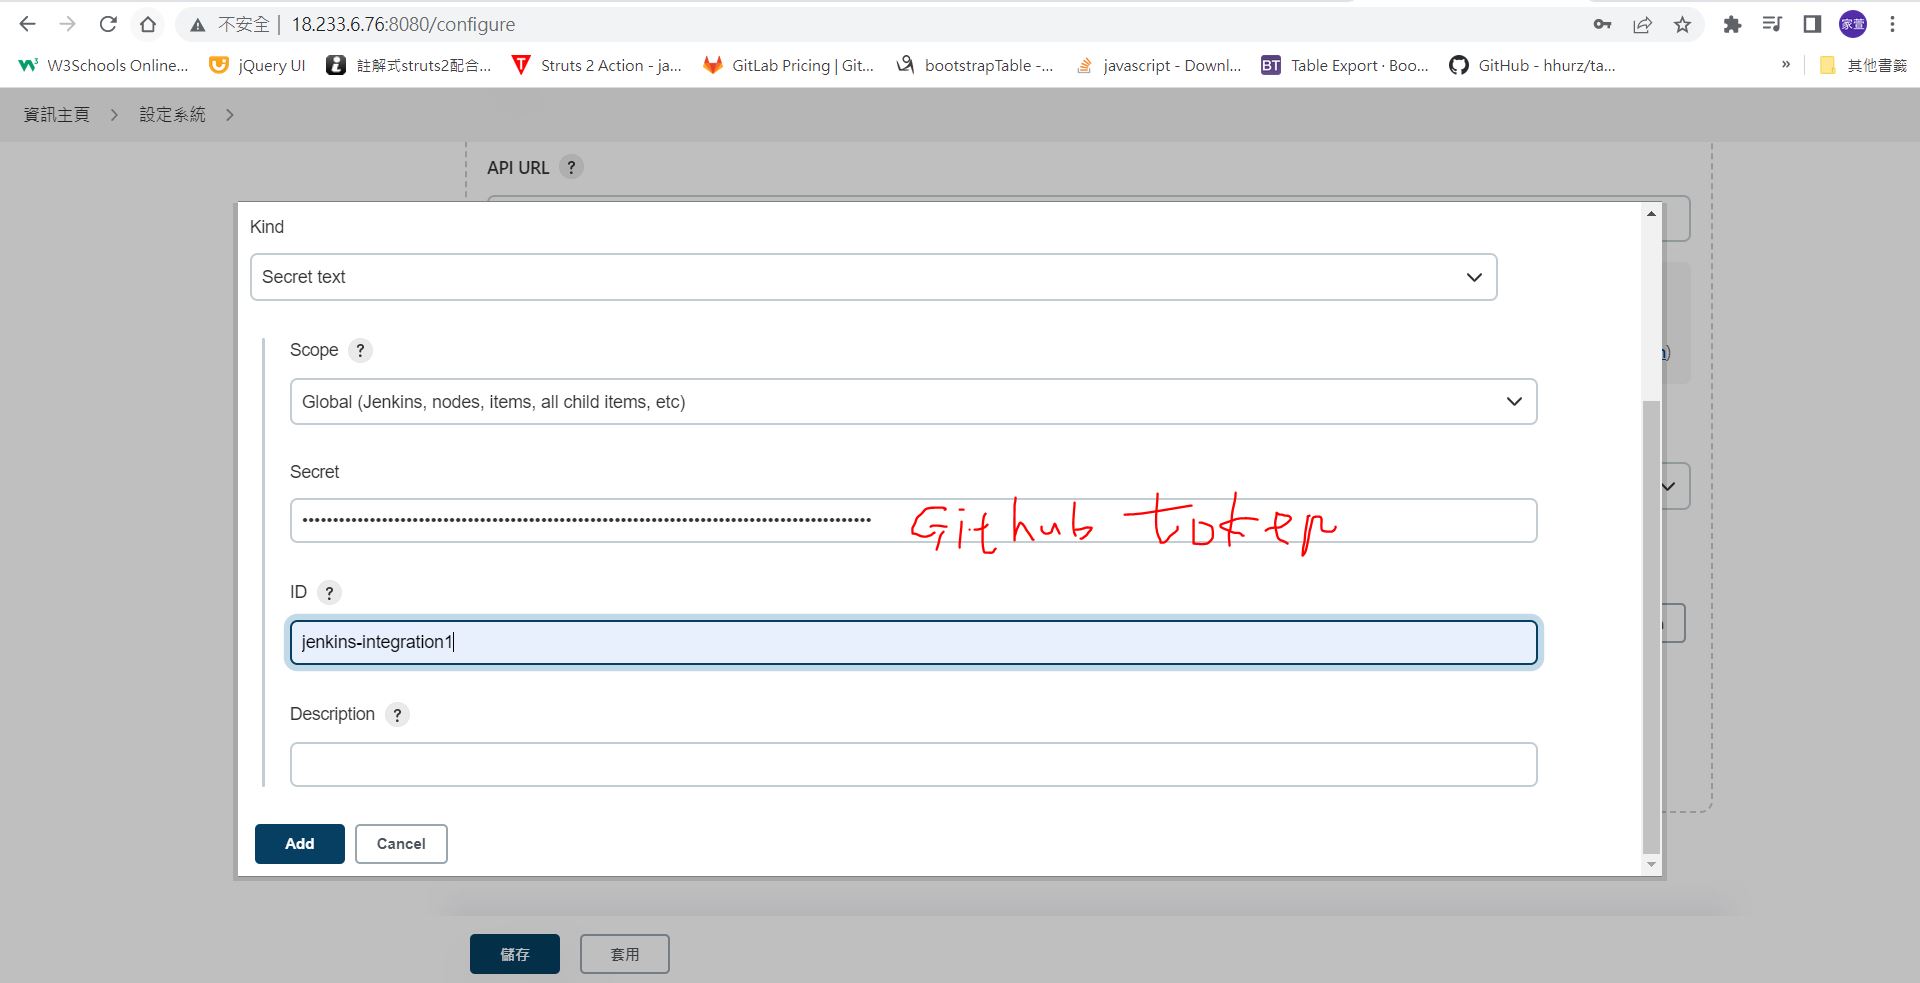 不安全 | 18.233.6.76:8080/configure
家萱
W3Schools Online... jQuery UI 註解式struts2配合... Struts 2 Action - ja... GitLab Pricing | Git... bootstrapTable -... javascript - Downl... BT Table Export · Boo... GitHub - hhurz/ta... » 其他書籤
資訊主頁 > 設定系統 >
API URL ?
Kind
Secret text
Scope ?
Global (Jenkins, nodes, items, all child items, etc)
Secret
•••••••••••••••••••••••••••••••••••••••••••••••••••••••••••••••••••••••••••••••••••••••••••••• Github token
ID ?
jenkins-integration1
Description ?
Add Cancel
儲存 套用